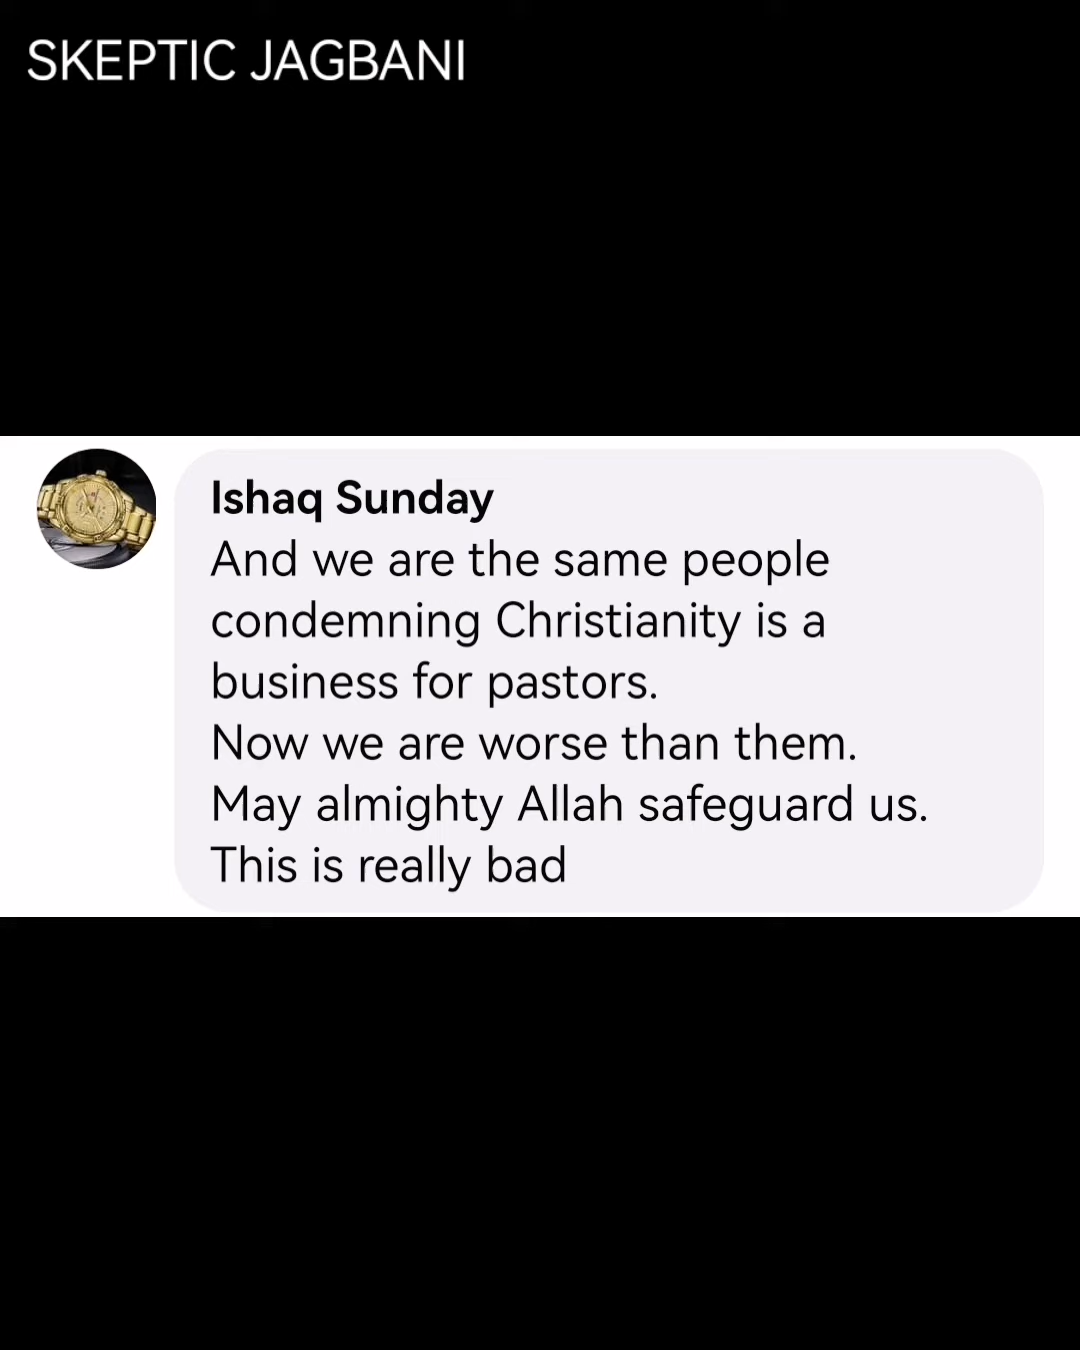 SKEPTIC JAGBANI
Ishaq Sunday
And we are the same people
condemning Christianity is a
business for pastors.
Now we are worse than them.
May almighty Allah safeguard us.
This is really bad